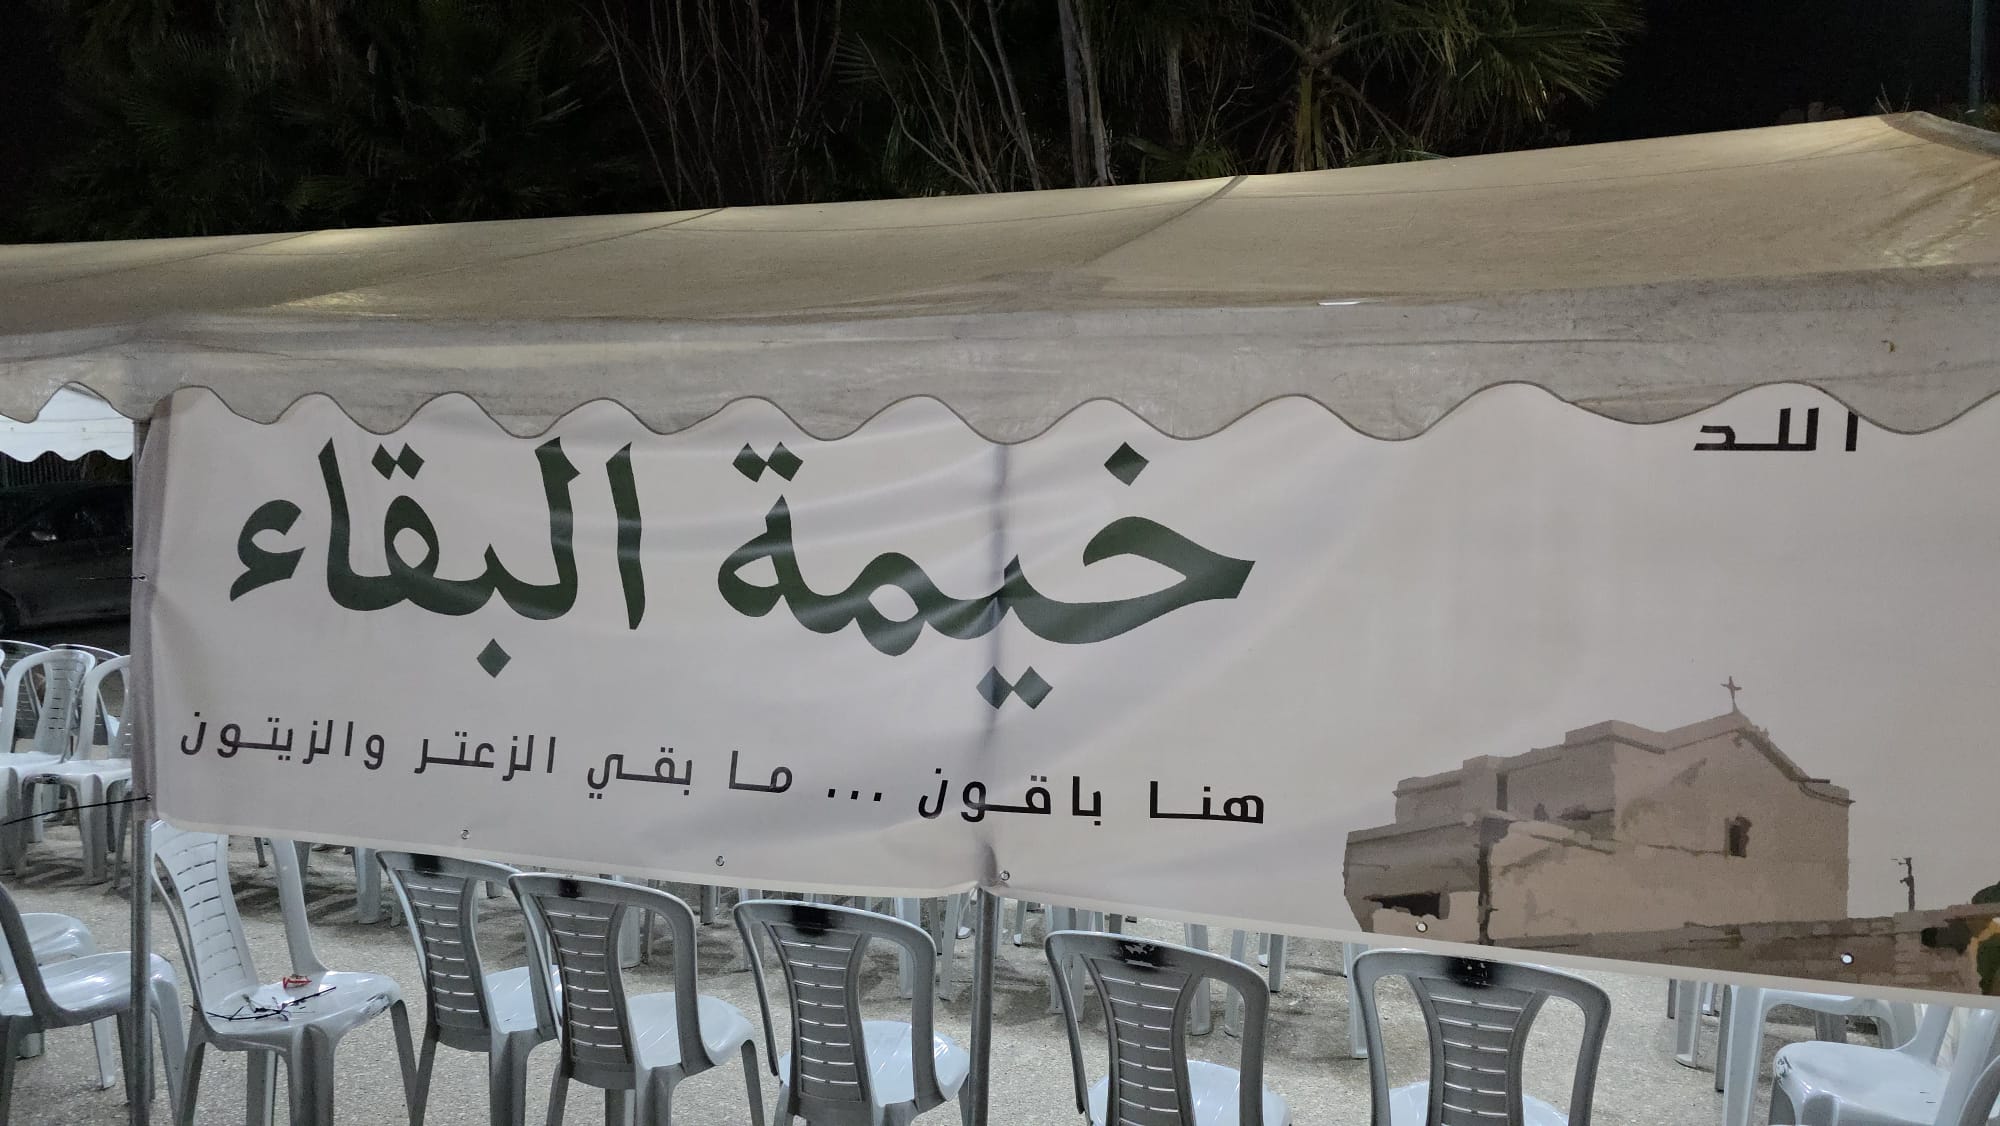 اللد
خيمة البقاء
هنا باقون ... ما بقي الزعتر والزيتون